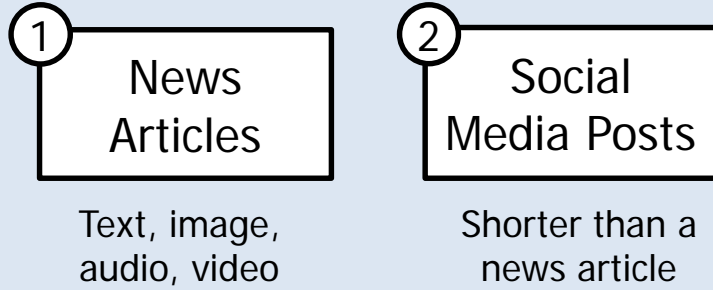 1
News
Articles
Text, image,
audio, video
2
Social
Media Posts
Shorter than a
news article